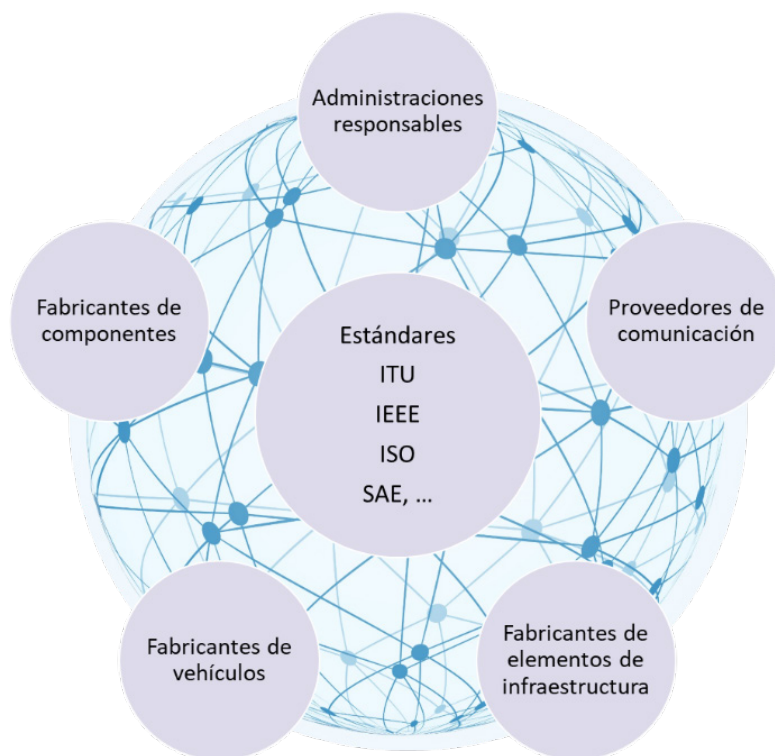 Administraciones
responsables
Fabricantes de
componentes
Proveedores de
comunicación
Estándares
ITU
IEEE
ISO
SAE, ...
Fabricantes de
vehículos
Fabricantes de
elementos de
infraestructura